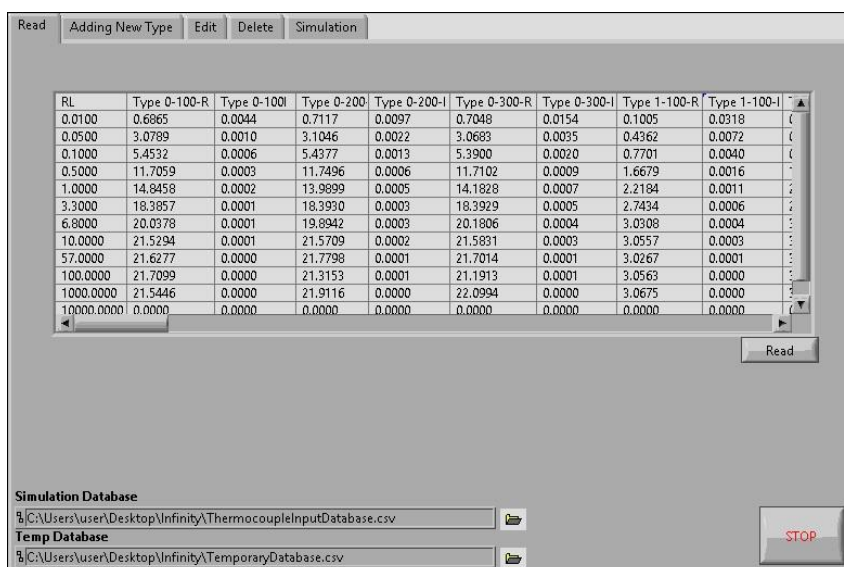 Read Adding New Type Edit Delete Simulation
RL Type 0-100-R Type 0-100I Type 0-200- Type 0-200-I Type 0-300-R Type 0-300-I Type 1-100-R Type 1-100-I
0.0100 0.6865 0.0044 0.7117 0.0097 0.7048 0.0154 0.1005 0.0318
0.0500 3.0789 0.0010 3.1046 0.0022 3.0683 0.0035 0.4362 0.0072
0.1000 5.4532 0.0006 5.4377 0.0013 5.3900 0.0020 0.7701 0.0040
0.5000 11.7059 0.0003 11.7496 0.0006 11.7102 0.0009 1.6679 0.0016
1.0000 14.8458 0.0002 13.9899 0.0005 14.1828 0.0007 2.2184 0.0011
3.3000 18.3857 0.0001 18.3930 0.0003 18.3929 0.0005 2.7434 0.0006
6.8000 20.0378 0.0001 19.8942 0.0003 20.1806 0.0004 3.0308 0.0004
10.0000 21.5294 0.0001 21.5709 0.0002 21.5831 0.0003 3.0557 0.0003
57.0000 21.6277 0.0000 21.7798 0.0001 21.7014 0.0001 3.0267 0.0001
100.0000 21.7099 0.0000 21.3153 0.0001 21.1913 0.0001 3.0563 0.0000
1000.0000 21.5446 0.0000 21.9116 0.0000 22.0994 0.0000 3.0675 0.0000
10000.0000 0.0000 0.0000 0.0000 0.0000 0.0000 0.0000 0.0000 0.0000
Read
Simulation Database
C:\Users\user\Desktop\Infinity\ThermocoupleInputDatabase.csv
Temp Database
C:\Users\user\Desktop\Infinity\TemporaryDatabase.csv
STOP